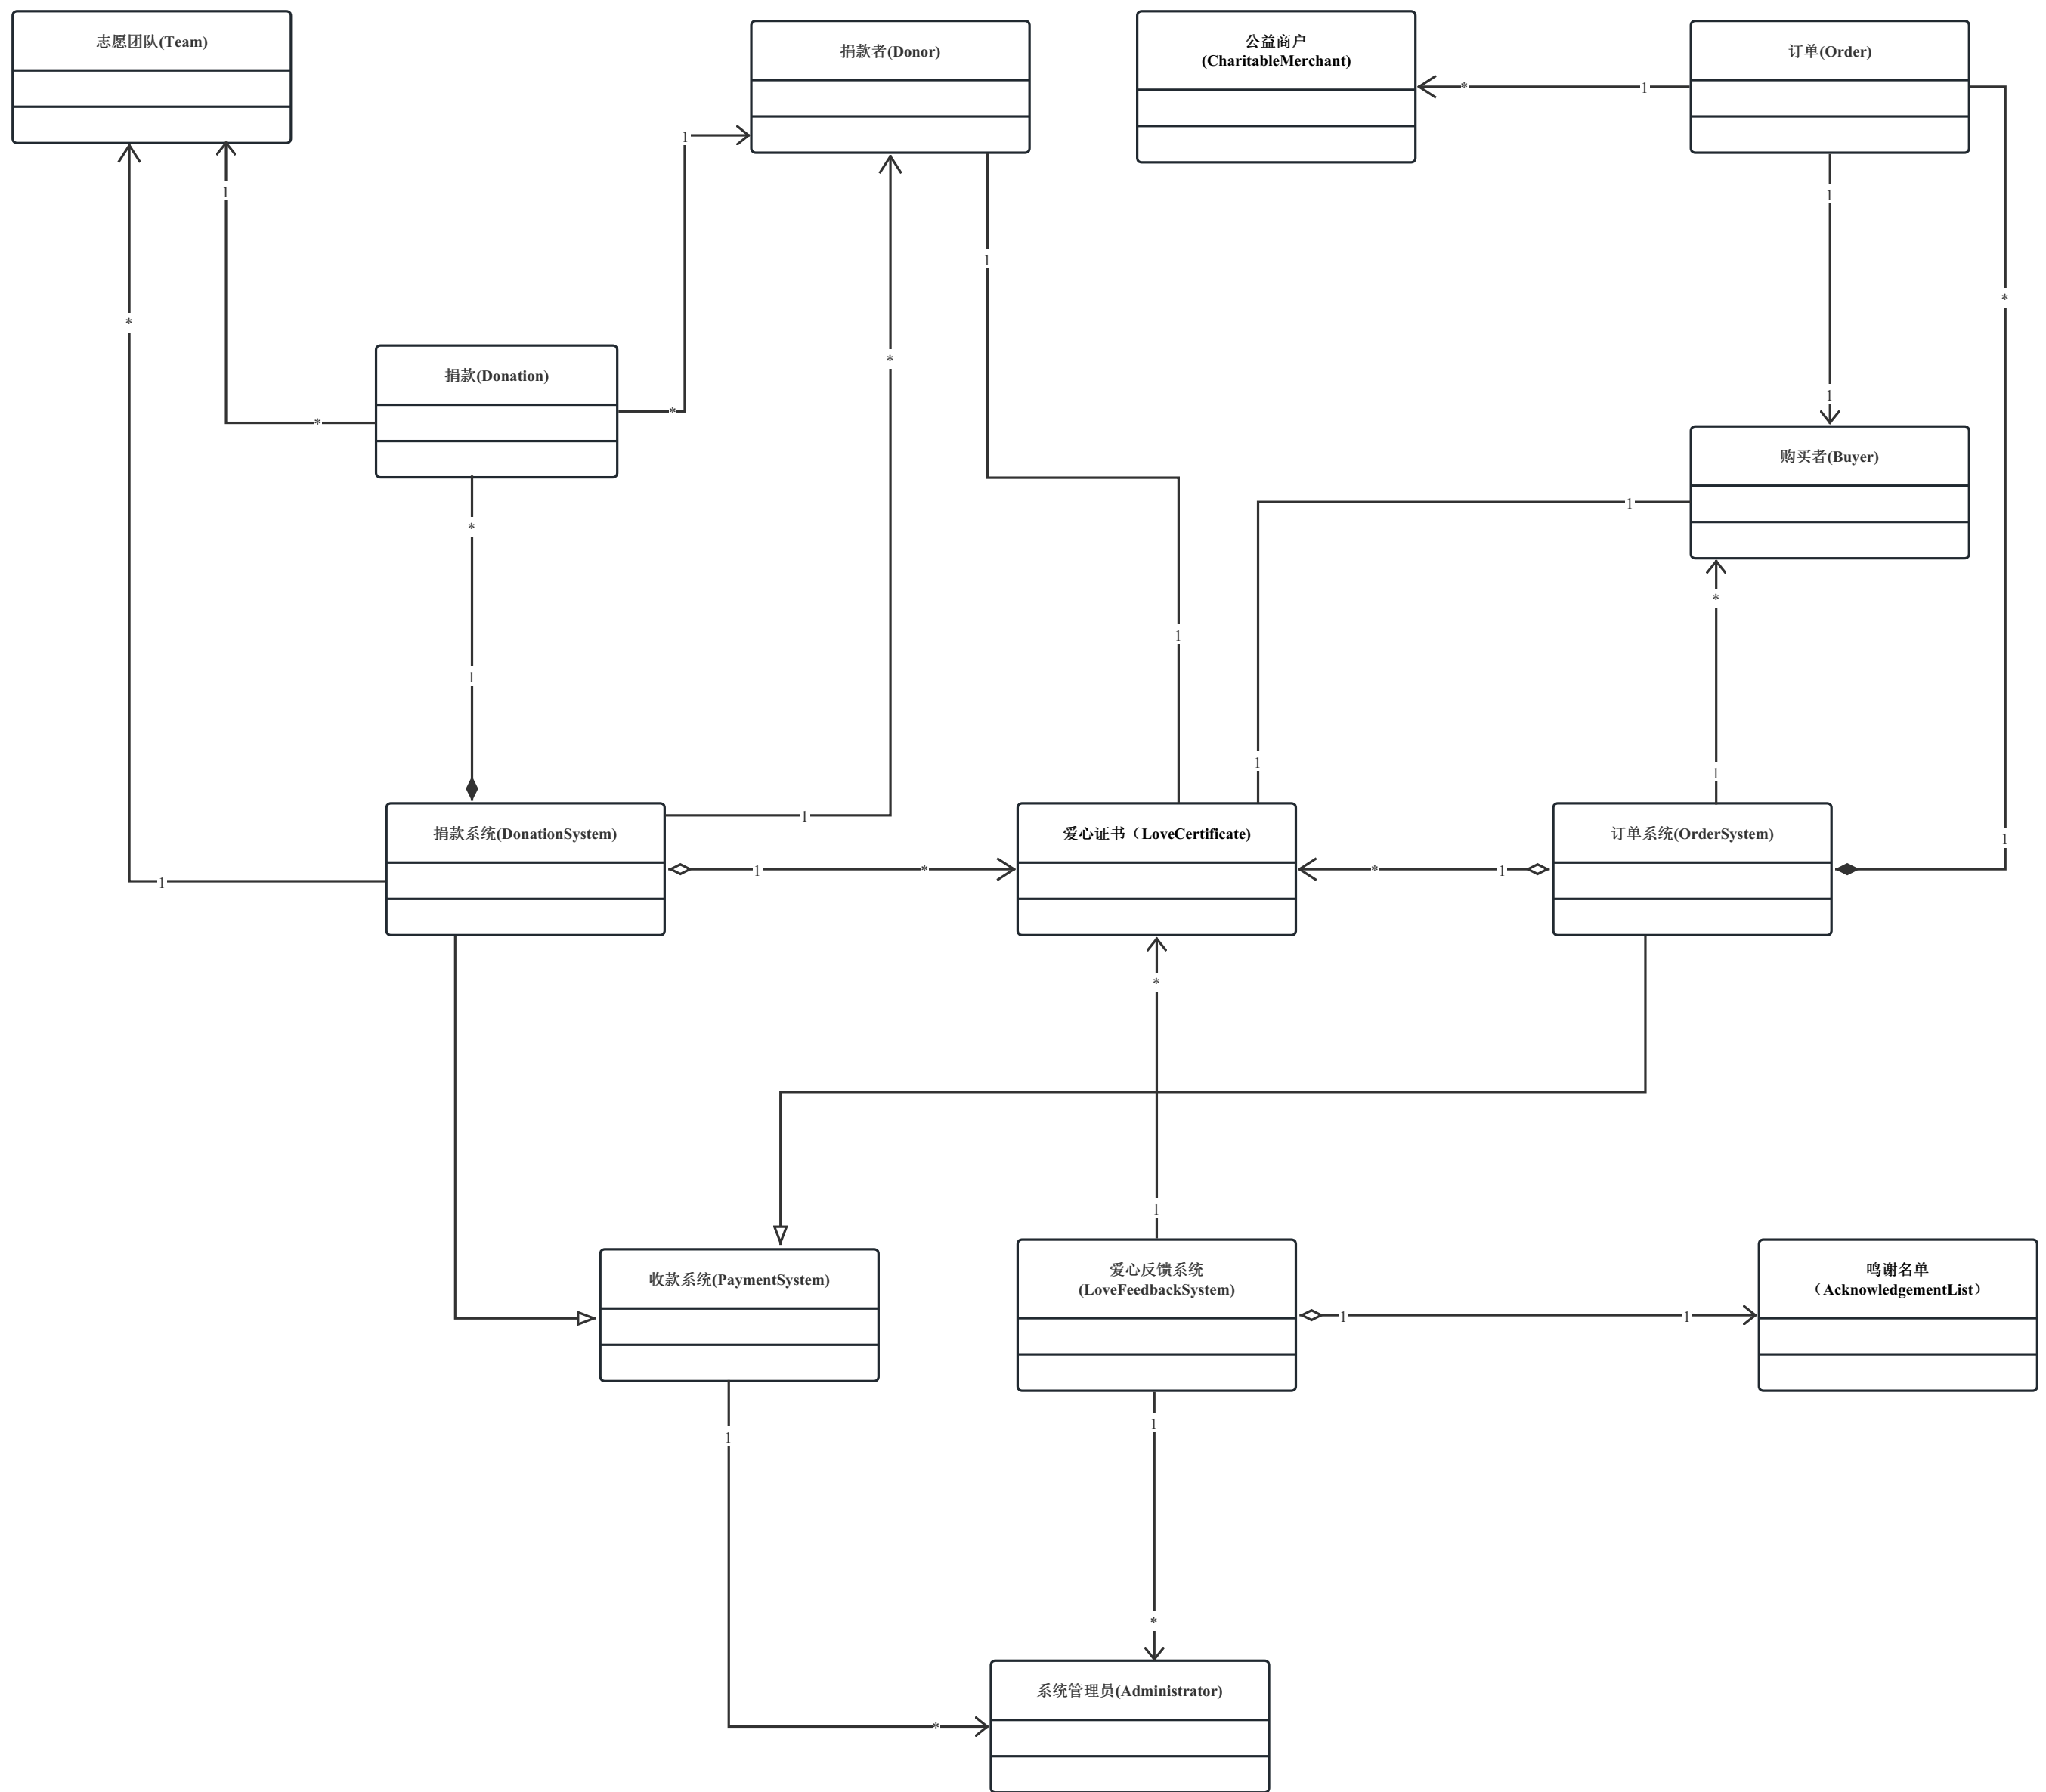 志愿团队(Team)
捐款者(Donor)
公益商户
(CharitableMerchant)
订单(Order)
*
1
1
1
1
1
*
*
*
1
捐款(Donation)
*
*
购买者(Buyer)
1
*
*
1
1
1
1
1
捐款系统(DonationSystem)
爱心证书（LoveCertificate)
订单系统(OrderSystem)
1
1
1
*
*
1
1
*
1
收款系统(PaymentSystem)
爱心反馈系统
(LoveFeedbackSystem)
鸣谢名单
（AcknowledgementList）
1
1
1
1
*
系统管理员(Administrator)
*